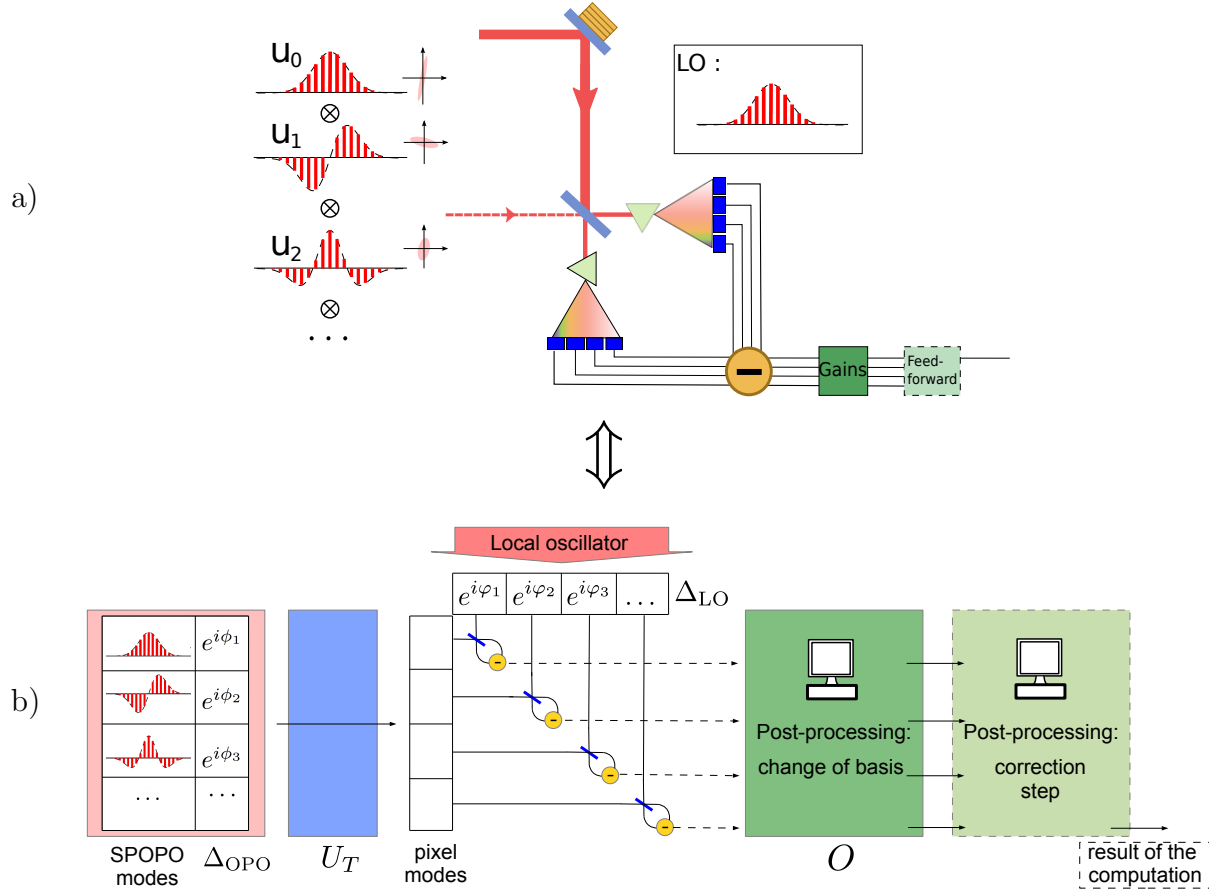 a)
u₀
⊗
u₁
⊗
u₂
⊗
...
LO :
Gains
Feed-
forward
b)
Local oscillator
e^{iφ₁} e^{iφ₂} e^{iφ₃} ... Δ_LO
e^{iϕ₁}
e^{iϕ₂}
e^{iϕ₃}
... ...
SPOPO
modes
Δ_OPO
U_T
pixel
modes
-
-
-
-
Post-processing:
change of basis
O
Post-processing:
correction
step
result of the
computation